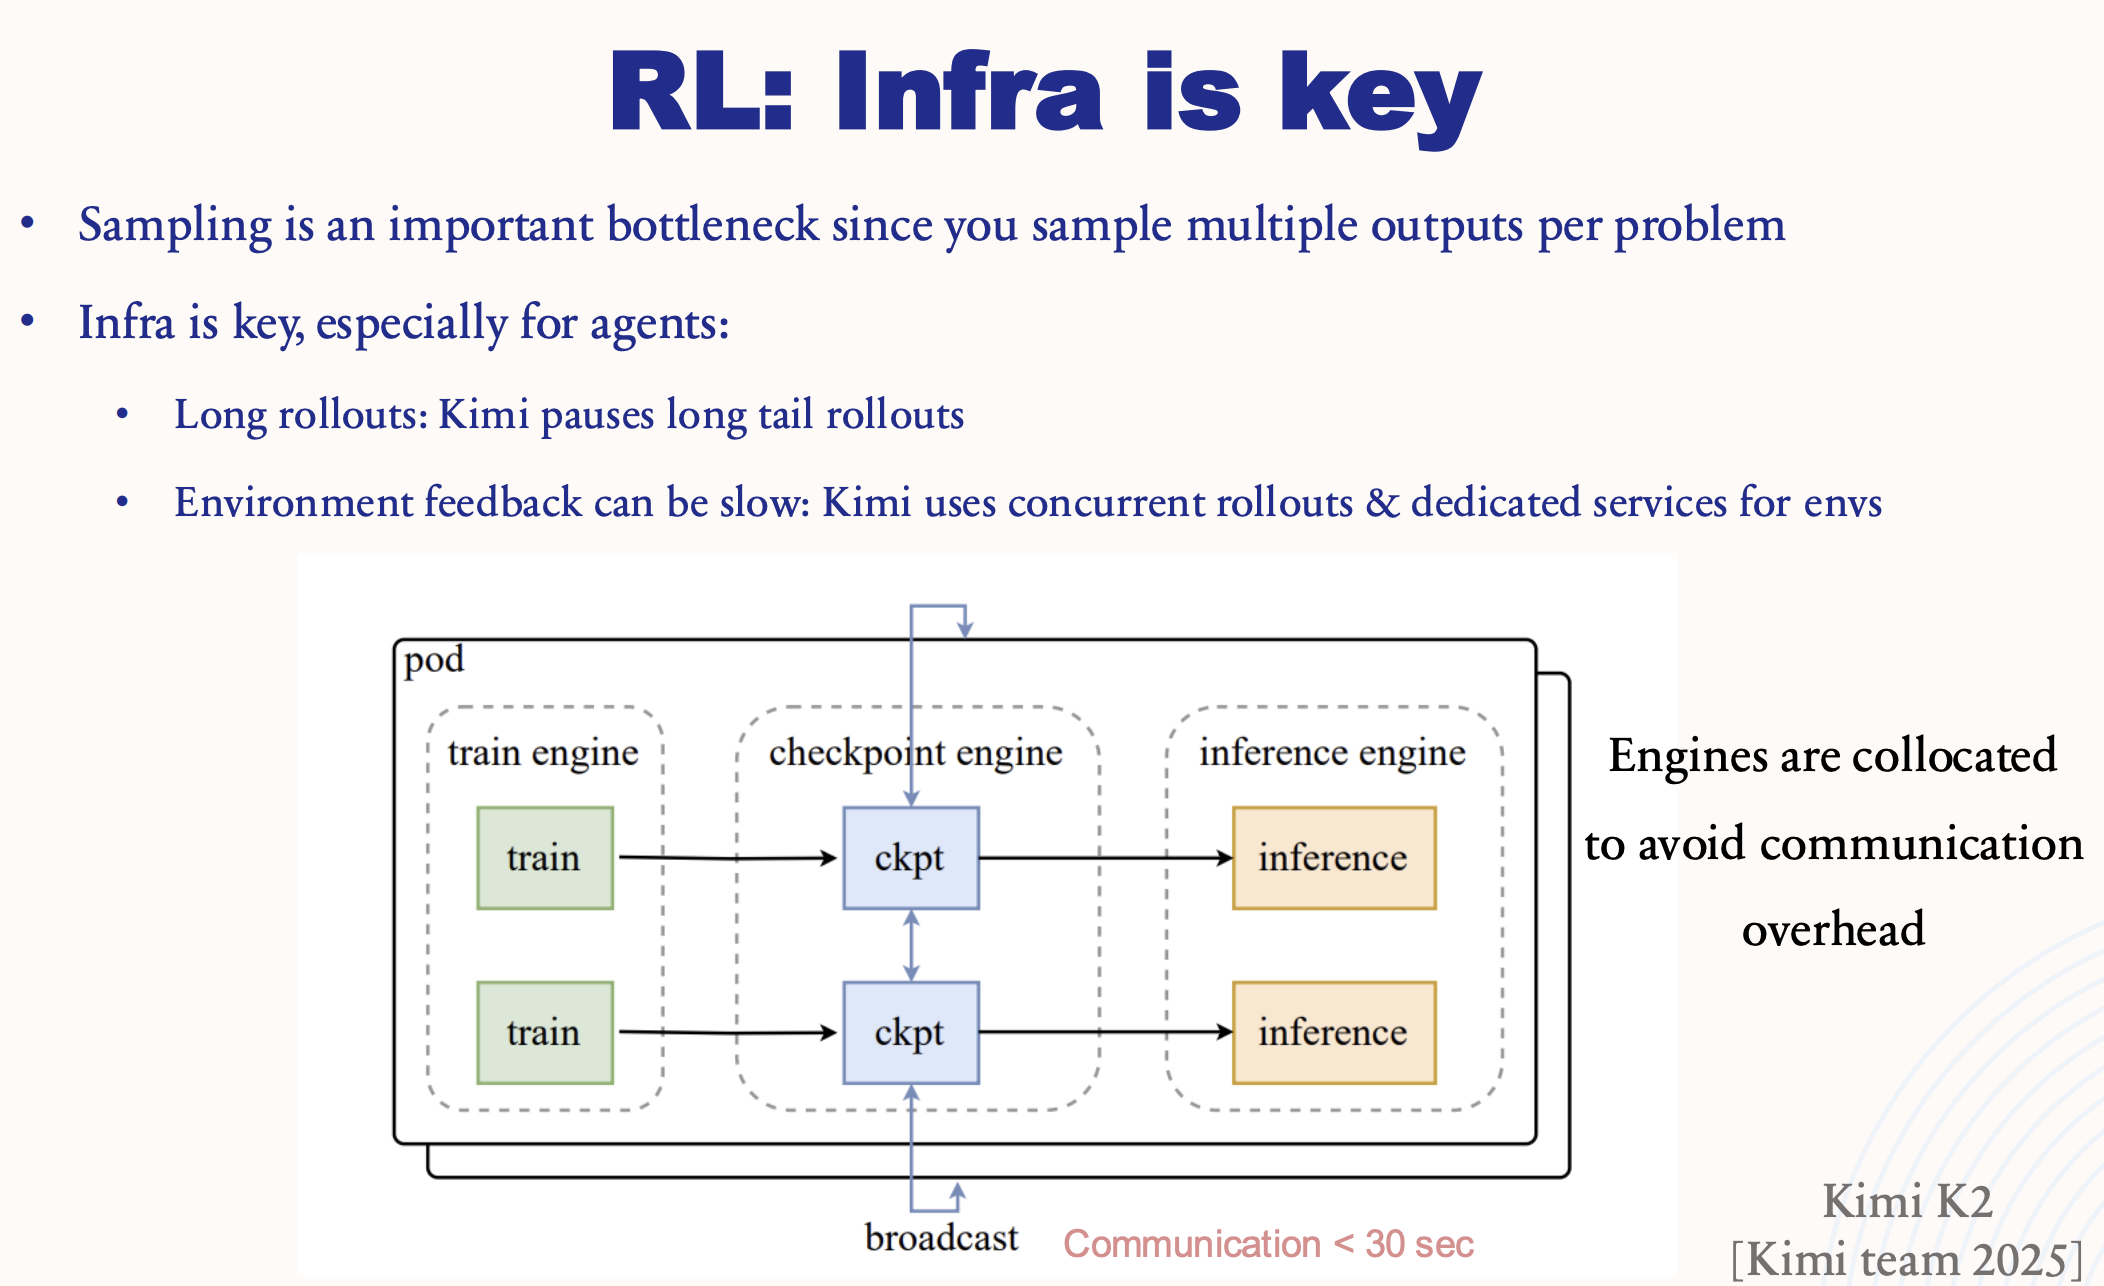 RL: Infra is key
• Sampling is an important bottleneck since you sample multiple outputs per problem
• Infra is key, especially for agents:
• Long rollouts: Kimi pauses long tail rollouts
• Environment feedback can be slow: Kimi uses concurrent rollouts & dedicated services for envs
pod
train engine
checkpoint engine
inference engine
train
ckpt
inference
train
ckpt
inference
broadcast
Communication < 30 sec
Engines are collocated
to avoid communication
overhead
Kimi K2
[Kimi team 2025]